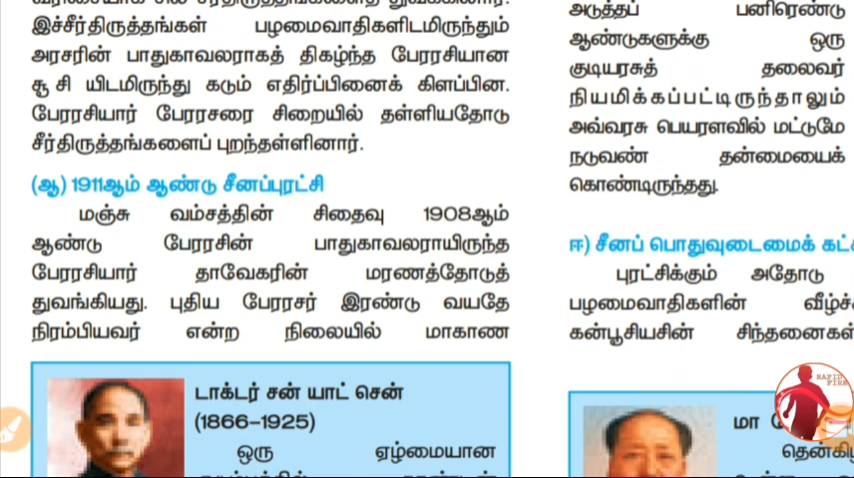 இச்சீர்திருத்தங்கள் பழமைவாதிகளிடமிருந்தும்
அரசரின் பாதுகாவலராகத் திகழ்ந்த பேரரசியான
சூ சி யிடமிருந்து கடும் எதிர்ப்பினைக் கிளப்பின.
பேரரசியார் பேரரசரை சிறையில் தள்ளியதோடு
சீர்திருத்தங்களைப் புறந்தள்ளினார்.
(ஆ) 1911ஆம் ஆண்டு சீனப்புரட்சி
மஞ்சு வம்சத்தின் சிதைவு 1908ஆம்
ஆண்டு பேரரசின் பாதுகாவலராயிருந்த
பேரரசியார் தாவேகரின் மரணத்தோடுத்
துவங்கியது. புதிய பேரரசர் இரண்டு வயதே
நிரம்பியவர் என்ற நிலையில் மாகாண
டாக்டர் சன் யாட் சென்
(1866–1925)
ஒரு ஏழ்மையான
அடுத்தப் பனிரெண்டு
ஆண்டுகளுக்கு ஒரு
குடியரசுத் தலைவர்
நியமிக்கப்பட்டிருந்தாலும்
அவ்வரசு பெயரளவில் மட்டுமே
நடுவண் தன்மையைக்
கொண்டிருந்தது.
ஈ) சீனப் பொதுவுடைமைக்
புரட்சிக்கும் அதோடு
பழமைவாதிகளின்
கன்பூசியசின் சிந்தனைகள்
மா
RAPID FIRE